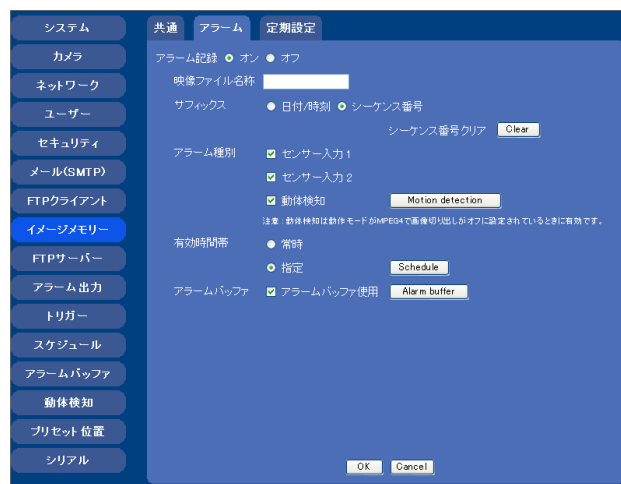 システム
カメラ
ネットワーク
ユーザー
セキュリティ
メール(SMTP)
FTPクライアント
イメージメモリー
FTPサーバー
アラーム出力
トリガー
スケジュール
アラームバッファ
動体検知
プリセット位置
シリアル
共通 アラーム 定期設定
アラーム記録 オン オフ
映像ファイル名称
サフィックス 日付/時刻 シーケンス番号
シーケンス番号クリア Clear
アラーム種別 センサー入力1
センサー入力2
動体検知 Motion detection
注意:動体検知は動作モードがMPEG4で画像切り出しがオフに設定されているときに有効です。
有効時間帯 常時
指定 Schedule
アラームバッファ アラームバッファ使用 Alarm buffer
OK Cancel